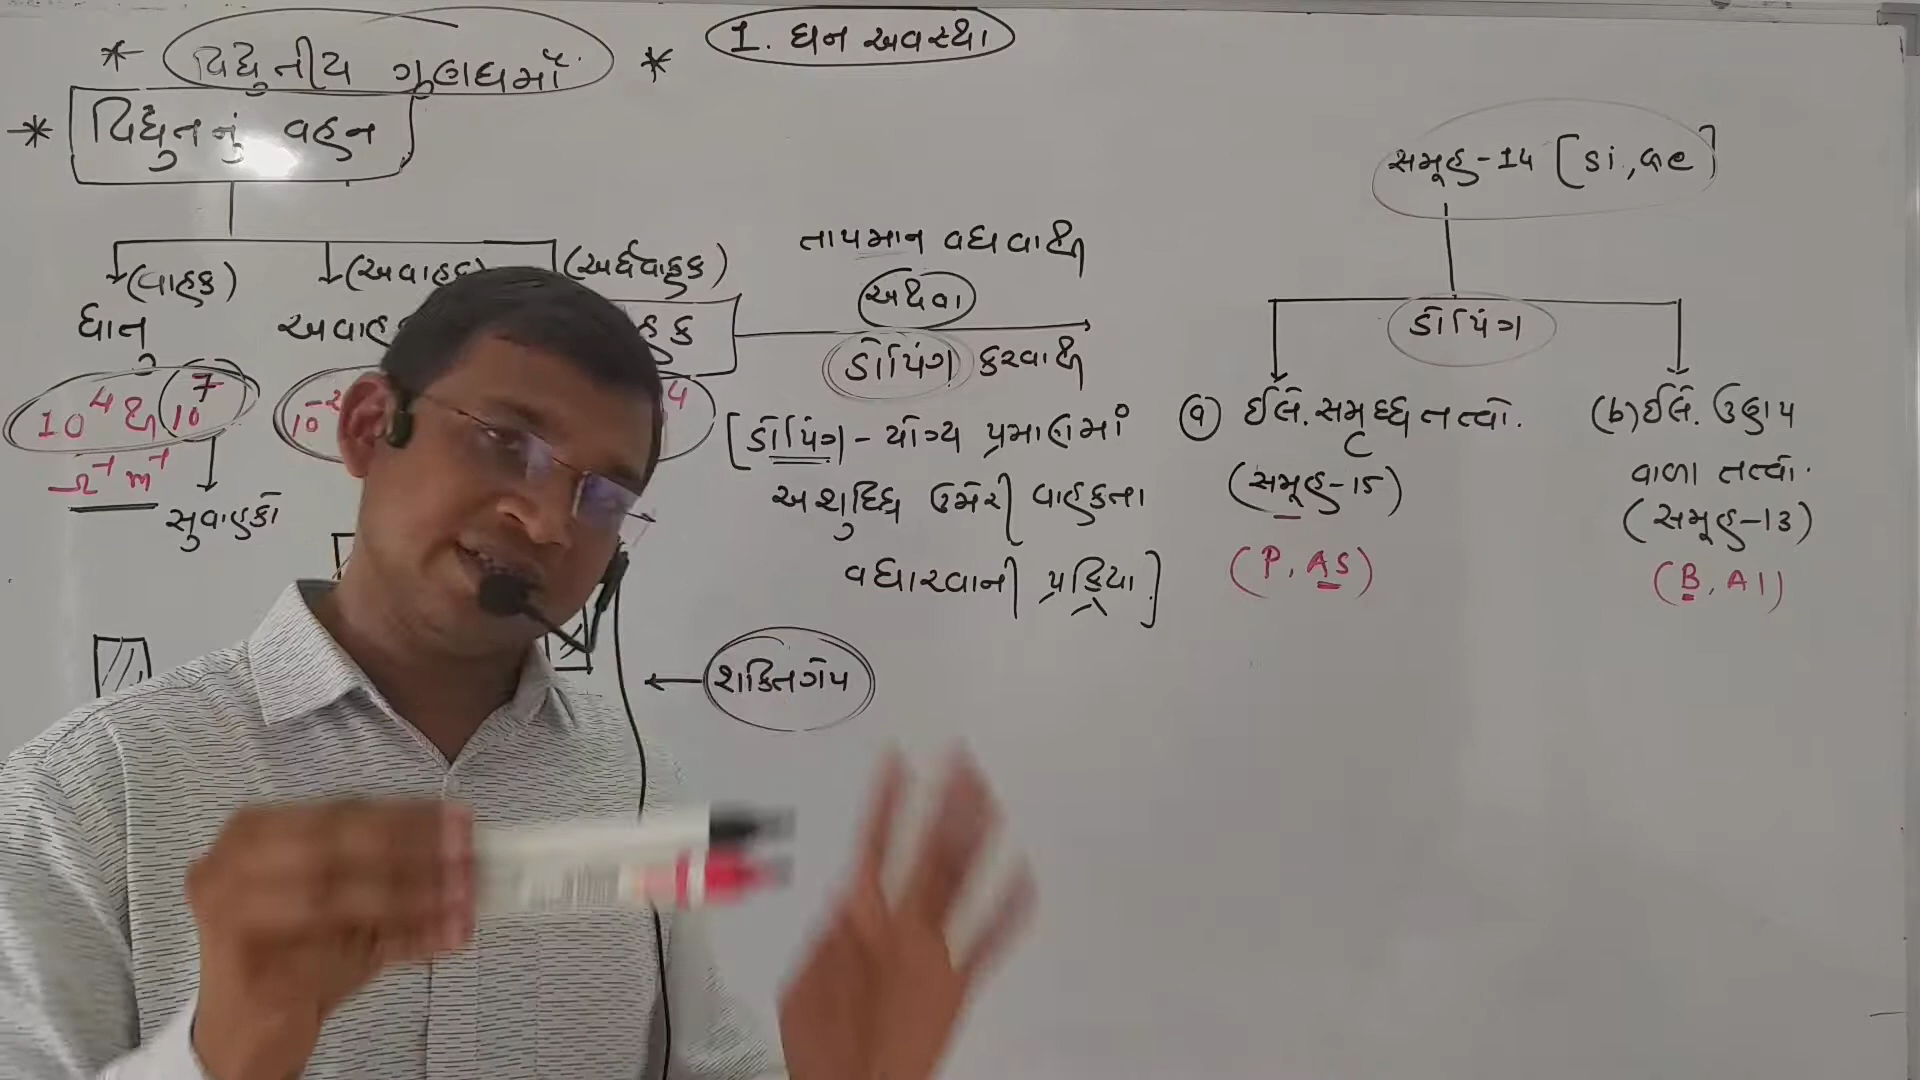 1. ઘન અવસ્થા
* વિદ્યુતીય ગુણધર્મો *
* વિદ્યુતનું વહન
(વાહક)
ધાતુ
10⁴ થી 10⁷
Ω⁻¹ m⁻¹
સુવાહકો
(અવાહક)
(અર્ધવાહક)
તાપમાન વધવાથી
અથવા
ડોપિંગ કરવાથી
[ડોપિંગ - યોગ્ય પ્રમાણમાં
અશુદ્ધિ ઉમેરી વાહકતા
વધારવાની પ્રક્રિયા]
← શક્તિગેપ
સમૂહ-14 [Si, Ge]
ડોપિંગ
(a) ઈલે. સમૃદ્ધ તત્વો.
(સમૂહ-15)
(P, AS)
(b) ઈલે. ઉણપ
વાળા તત્વો.
(સમૂહ-13)
(B, Al)